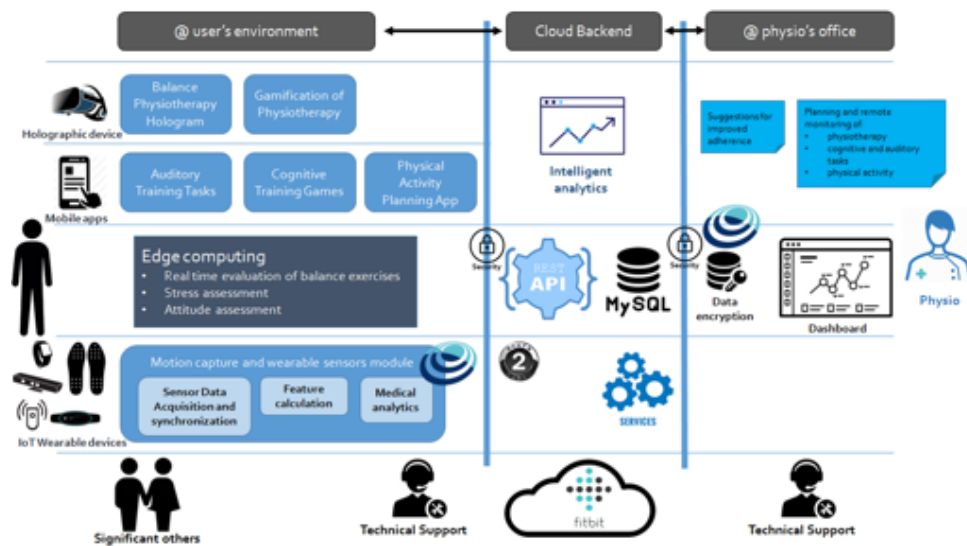 @ user's environment
Cloud Backend
@ physio's office
Balance
Physiotherapy
Hologram
Gamification of
Physiotherapy
Holographic device
Suggestions for
improved
adherence
Planning and remote
monitoring of
• physiotherapy
• cognitive and auditory
tasks
• physical activity
Intelligent
analytics
Auditory
Training Tasks
Cognitive
Training Games
Physical
Activity
Planning App
Mobile apps
Edge computing
• Real time evaluation of balance exercises
• Stress assessment
• Attitude assessment
Security
REST
API
MySQL
Security
Data
encryption
Dashboard
Physio
Motion capture and wearable sensors module
Sensor Data
Acquisition and
synchronization
Feature
calculation
Medical
analytics
2
SERVICES
IoT Wearable devices
Significant others
Technical Support
fitbit
Technical Support